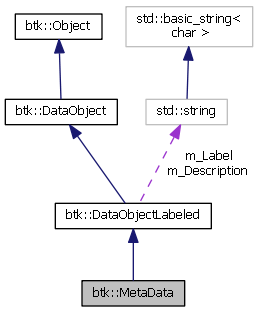 btk::Object
std::basic_string<
char >
btk::DataObject
std::string
m_Label
m_Description
btk::DataObjectLabeled
btk::MetaData